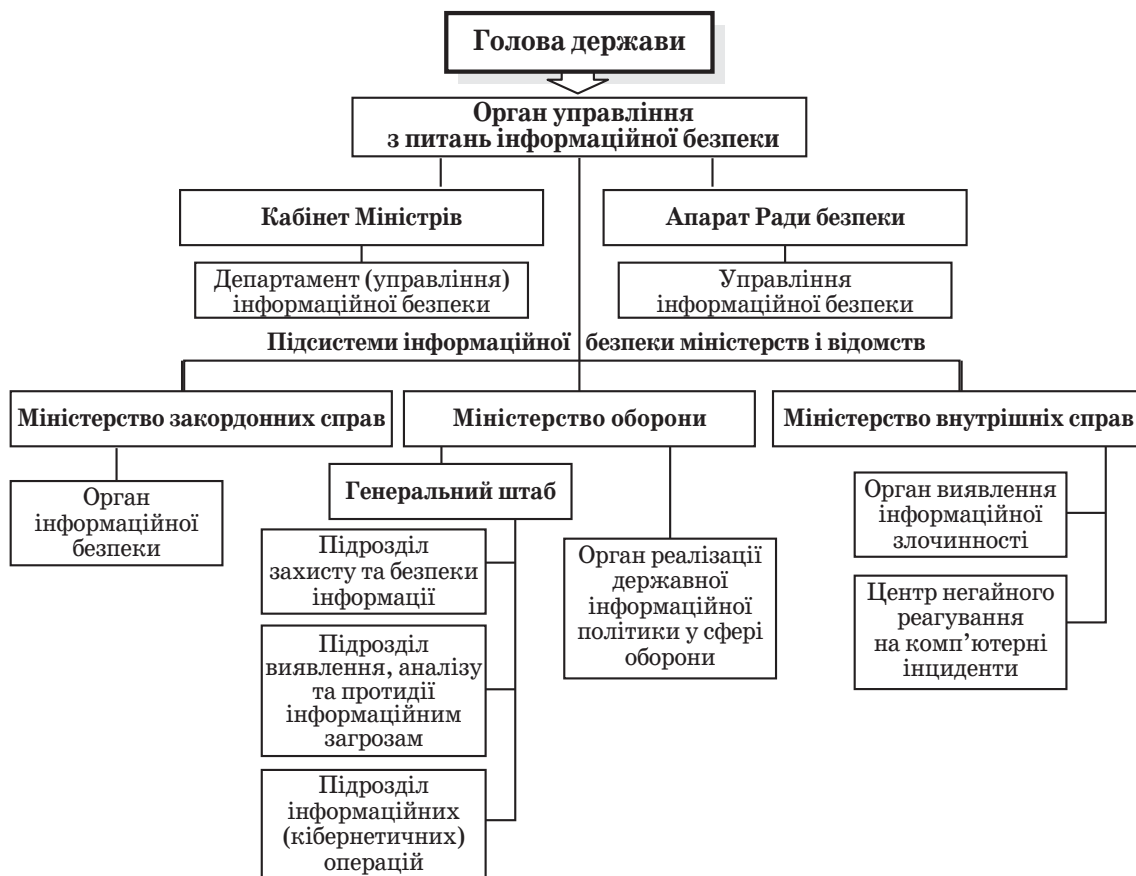 Голова держави
Орган управління
з питань інформаційної безпеки
Кабінет Міністрів
Апарат Ради безпеки
Департамент (управління)
інформаційної безпеки
Управління
інформаційної безпеки
Підсистеми інформаційної безпеки міністерств і відомств
Міністерство закордонних справ
Міністерство оборони
Міністерство внутрішніх справ
Орган
інформаційної
безпеки
Генеральний штаб
Підрозділ
захисту та безпеки
інформації
Підрозділ
виявлення, аналізу
та протидії
інформаційним
загрозам
Підрозділ
інформаційних
(кібернетичних)
операцій
Орган реалізації
державної
інформаційної
політики у сфері
оборони
Орган виявлення
інформаційної
злочинності
Центр негайного
реагування
на комп’ютерні
інциденти